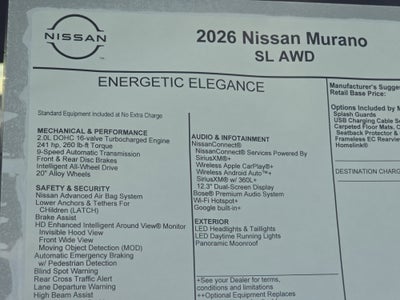 NISSAN
2026 Nissan Murano
SL AWD
ENERGETIC ELEGANCE
Standard Equipment Included at No Extra Charge
MECHANICAL & PERFORMANCE
2.0L DOHC 16-valve Turbocharged Engine
241 hp, 260 lb-ft Torque
9-Speed Automatic Transmission
Front & Rear Disc Brakes
Intelligent All-Wheel Drive
20" Alloy Wheels
SAFETY & SECURITY
Nissan Advanced Air Bag System
Lower Anchors & Tethers For
Children (LATCH)
Brake Assist
HD Enhanced Intelligent Around View® Monitor
Invisible Hood View
Front Wide View
Moving Object Detection (MOD)
Automatic Emergency Braking
w/ Pedestrian Detection
Blind Spot Warning
Rear Cross Traffic Alert
Lane Departure Warning
High Beam Assist
AUDIO & INFOTAINMENT
NissanConnect®
NissanConnect® Services Powered By
SiriusXM®+
Wireless Apple CarPlay®+
Wireless Android Auto™+
SiriusXM® w/ 360L+
12.3" Dual-Screen Display
Bose® Premium Audio System
Wi-Fi Hotspot+
Google built-in+
EXTERIOR
LED Headlights & Taillights
LED Daytime Running Lights
Panoramic Moonroof
+See your Dealer for terms,
conditions and limitations
++Optional Equipment Replaces
Manufacturer's Sugges
Retail Base Price:
Options Included by M
Splash Guards
USB Charging Cable Se
Carpeted Floor Mats, C
Seatback Protector &
Frameless EC Rearview
Homelink®)
DESTINATION CHARG